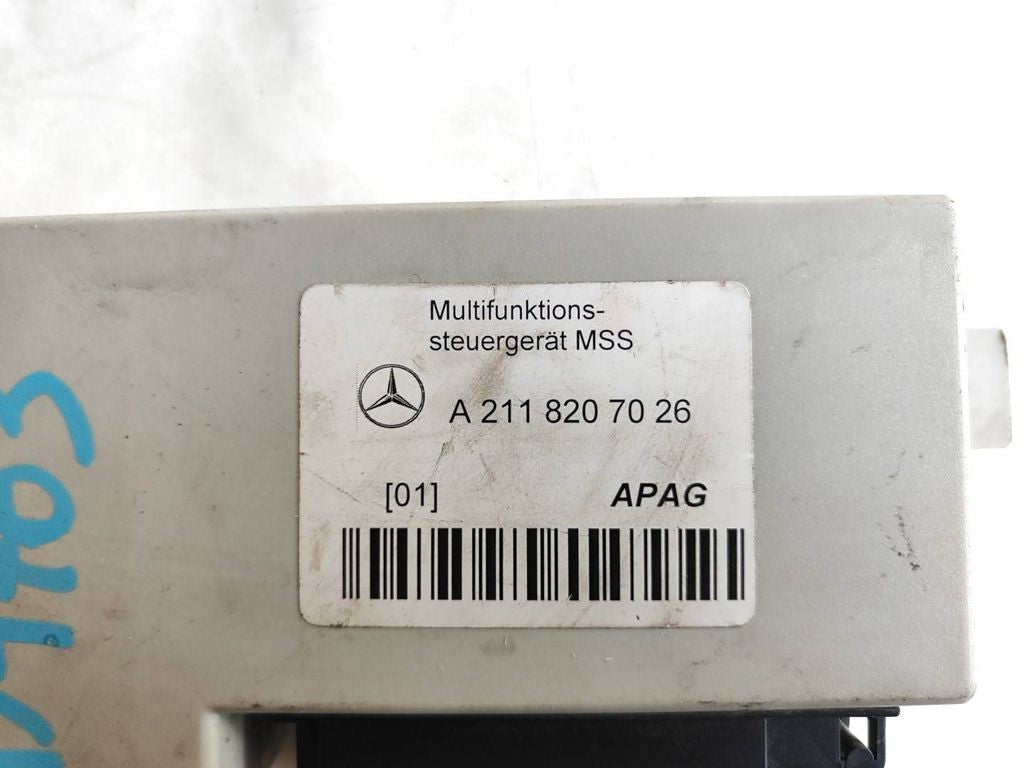 Multifunktions-
steuergerät MSS
A 211 820 70 26
[01]
APAG